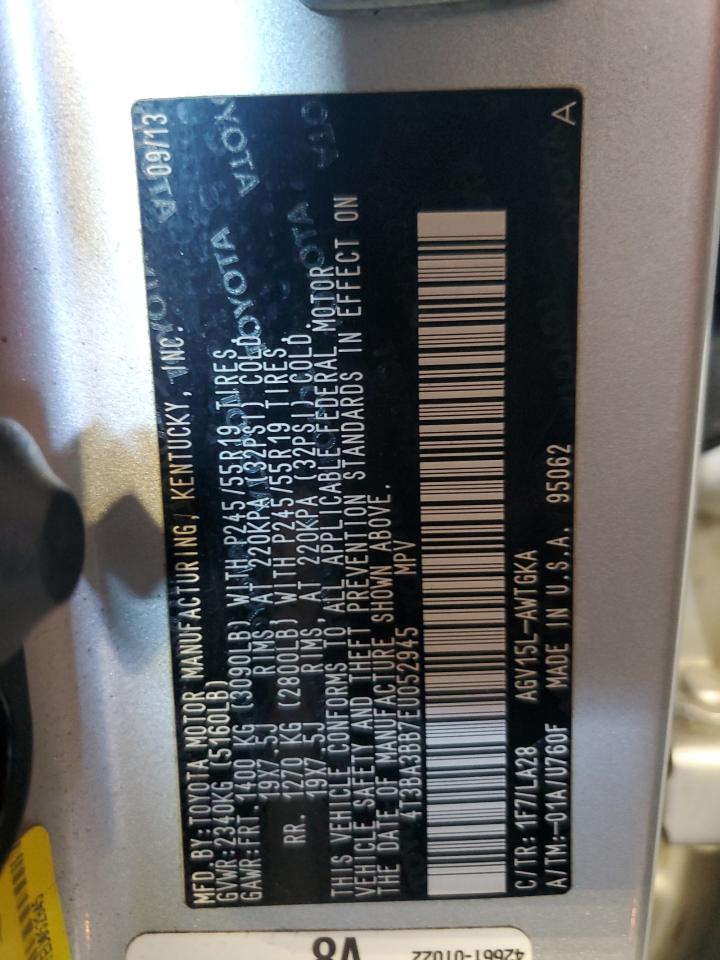 MFD. BY: TOYOTA MOTOR MANUFACTURING, KENTUCKY, INC. 09/13
GVWR: 2340KG (5160LB)
GAWR: FRT. 1400 KG (3090LB) WITH P245/55R19 TIRES,
19X7.5J RIMS, AT 220KPA (32PSI) COLD.
RR. 1270 KG (2800LB) WITH P245/55R19 TIRES,
19X7.5J RIMS, AT 220KPA (32PSI) COLD.
THIS VEHICLE CONFORMS TO ALL APPLICABLE FEDERAL MOTOR
VEHICLE SAFETY AND THEFT PREVENTION STANDARDS IN EFFECT ON
THE DATE OF MANUFACTURE SHOWN ABOVE.
4T3BA3BB7EU052945 MPV
C/TR: 1F7/LA28 AGV15L-AWTGKA A
A/TM:-01A/U760F MADE IN U.S.A. 95062
V8
42661-01022